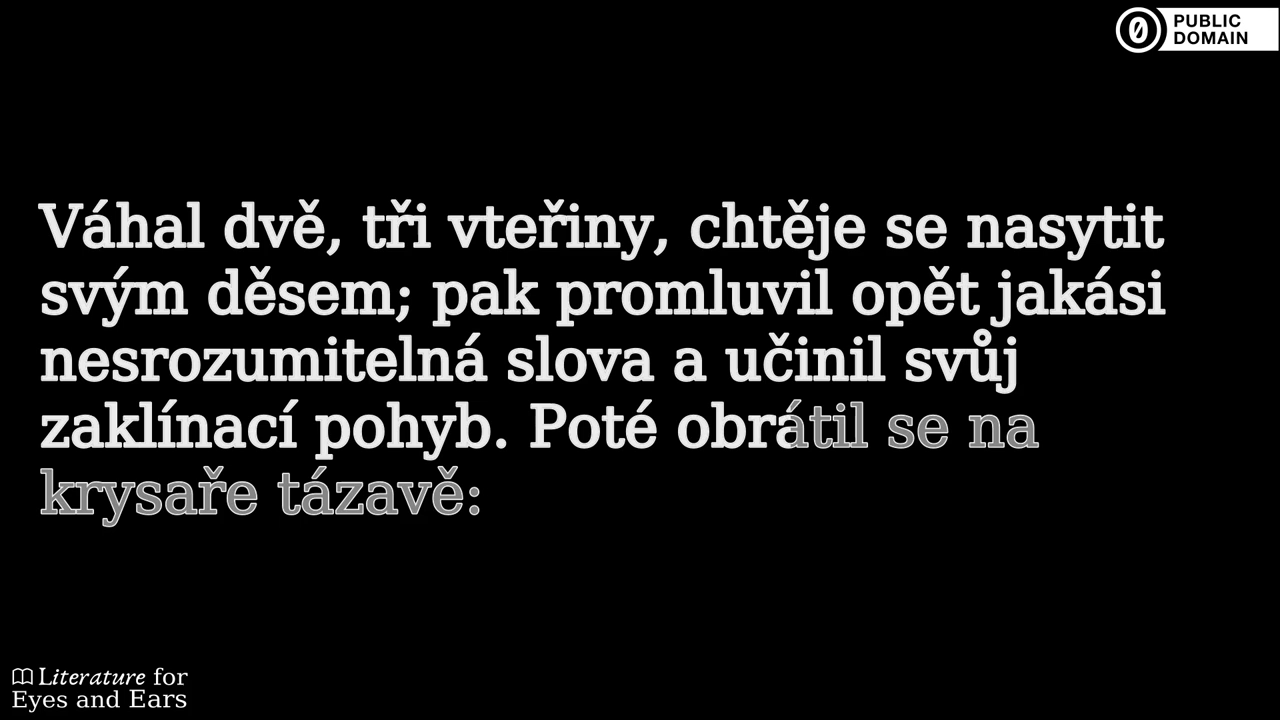 PUBLIC
DOMAIN
Váhal dvě, tři vteřiny, chtěje se nasytit
svým děsem; pak promluvil opět jakási
nesrozumitelná slova a učinil svůj
zaklínací pohyb. Poté obrátil se na
krysaře tázavě:
Literature for
Eyes and Ears